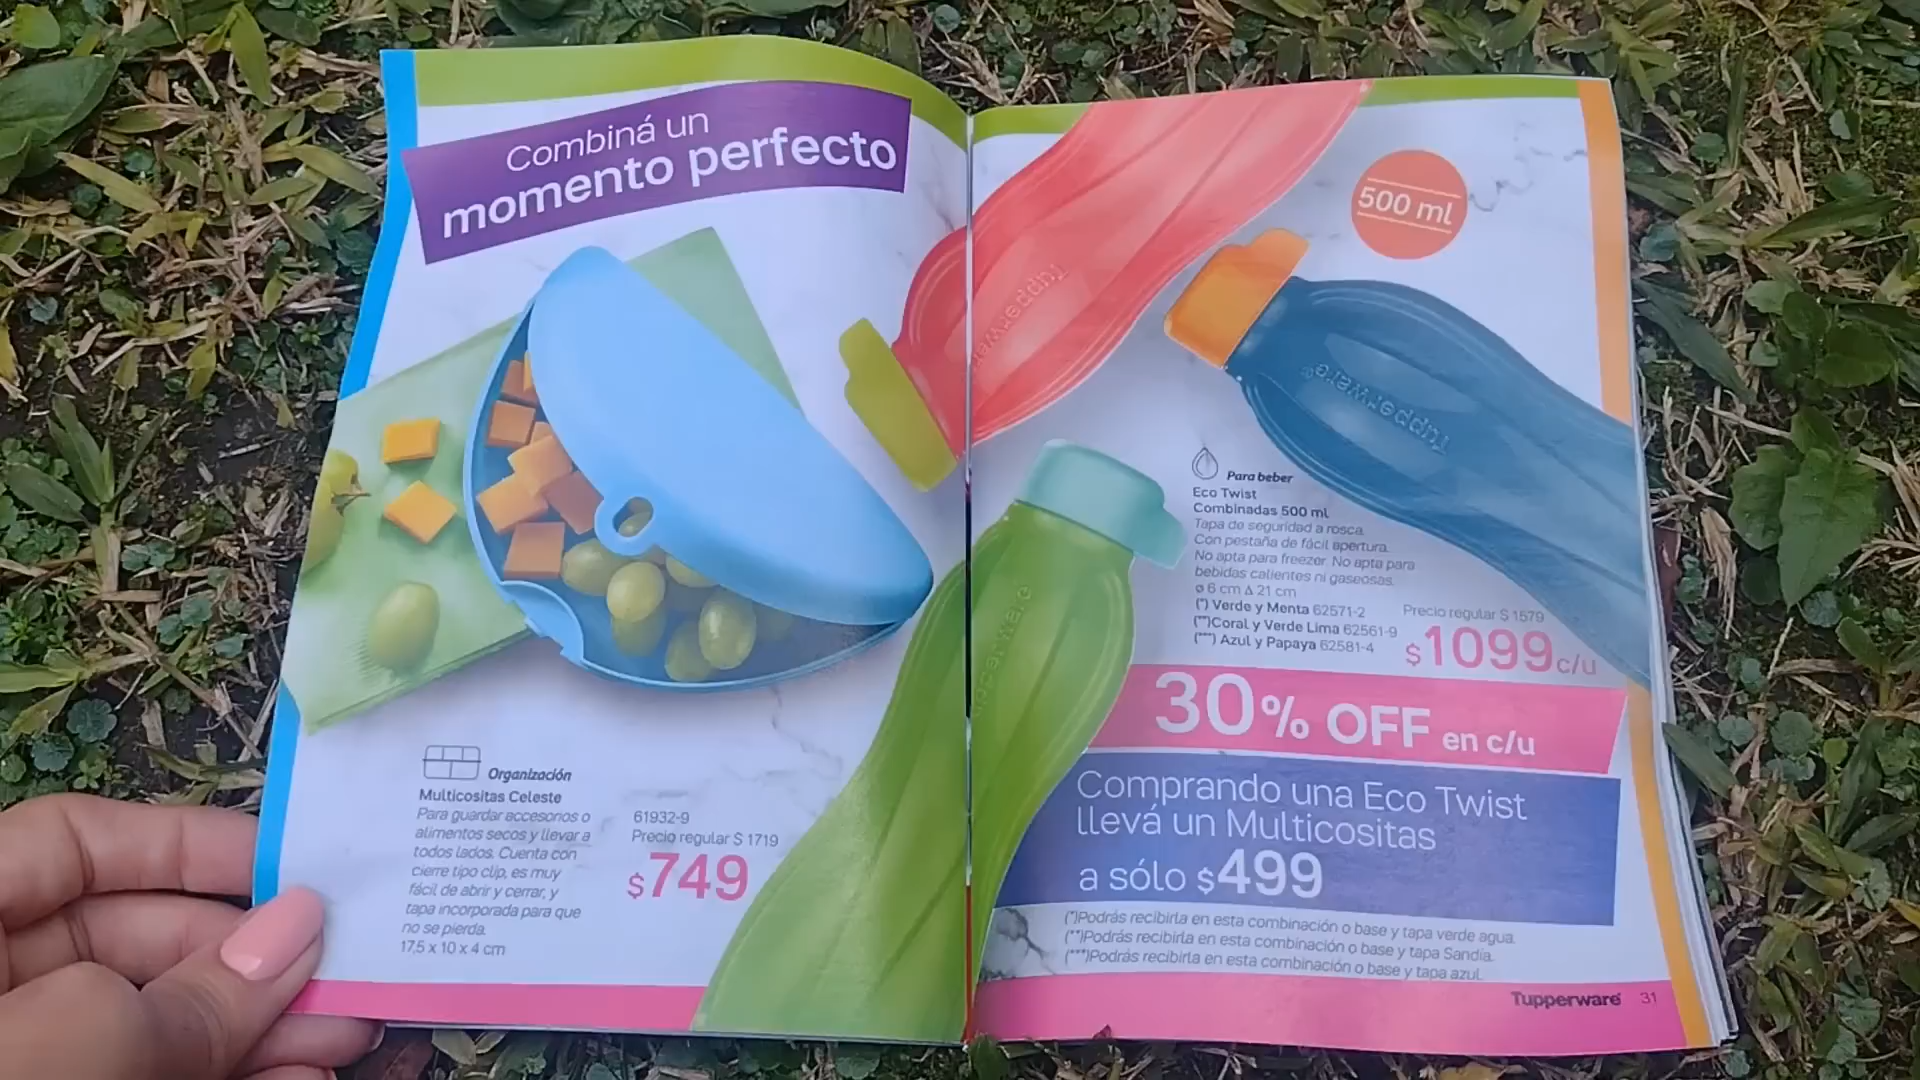 Combiná un
momento perfecto
Organización
Multicositas Celeste
Para guardar accesorios o
alimentos secos y llevar a
todos lados. Cuenta con
cierre tipo clip, es muy
fácil de abrir y cerrar, y
tapa incorporada para que
no se pierda.
17,5 x 10 x 4 cm
61932-9
Precio regular $ 1719
$749
Tupperware
500 ml
Tupperware®
Tupperware
Para beber
Eco Twist
Combinadas 500 ml
Tapa de seguridad a rosca.
Con pestaña de fácil apertura.
No apta para freezer. No apta para
bebidas calientes ni gaseosas.
ø 6 cm ∆ 21 cm
(*) Verde y Menta 62571-2
(**)Coral y Verde Lima 62561-9
(***) Azul y Papaya 62581-4
Precio regular $ 1579
$1099 c/u
30% OFF en c/u
Comprando una Eco Twist
llevá un Multicositas
a sólo $499
(*)Podrás recibirla en esta combinación o base y tapa verde agua.
(**)Podrás recibirla en esta combinación o base y tapa Sandía.
(***)Podrás recibirla en esta combinación o base y tapa azul.
Tupperware® 31